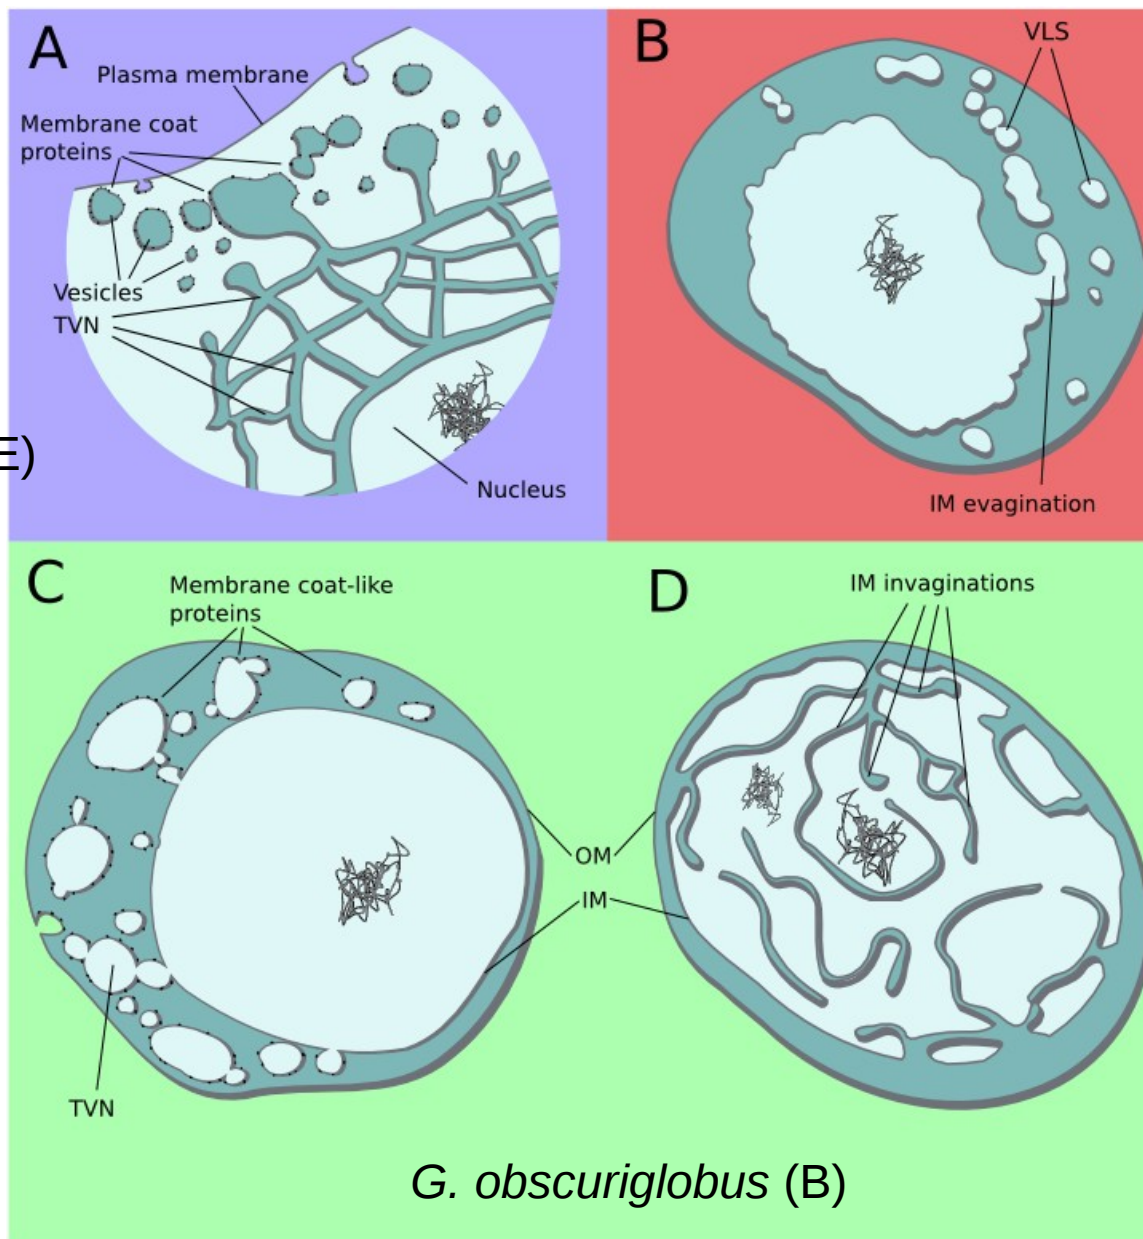 A
Plasma membrane
Membrane coat
proteins
Vesicles
TVN
E)
Nucleus
B
VLS
IM evagination
C
Membrane coat-like
proteins
TVN
OM
IM
D
IM invaginations
G. obscuriglobus (B)